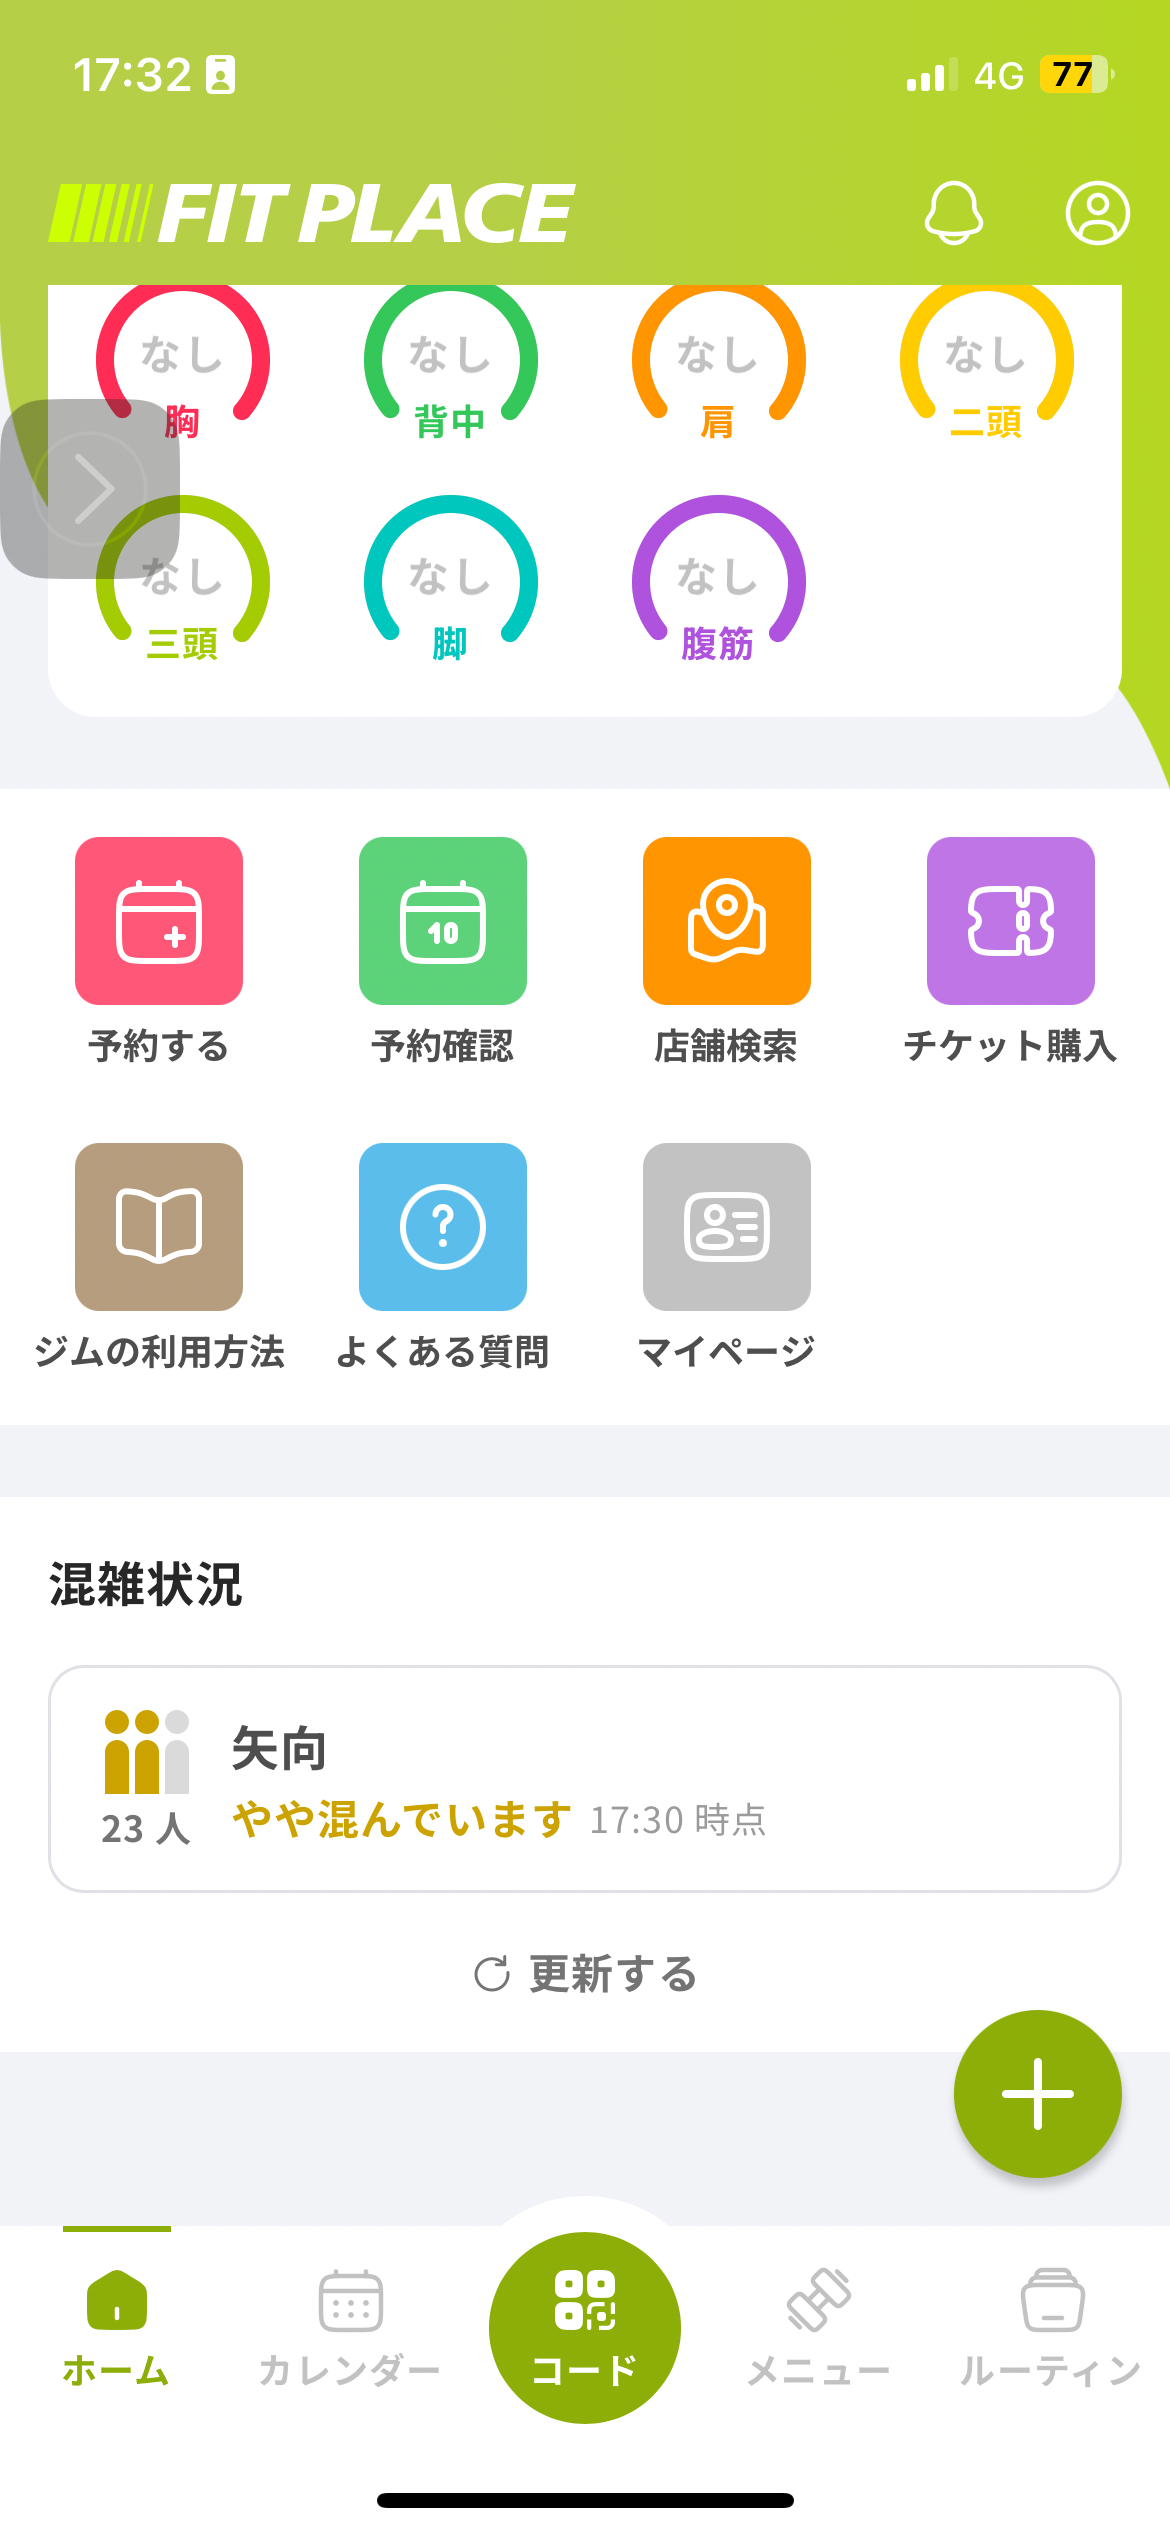 17:32 4G 77
FIT PLACE
なし なし なし なし
胸 背中 肩 二頭
なし なし なし
三頭 脚 腹筋
10
予約する 予約確認 店舗検索 チケット購入
?
ジムの利用方法 よくある質問 マイページ
混雑状況
矢向
23 人 やや混んでいます 17:30 時点
更新する
ホーム カレンダー コード メニュー ルーティン